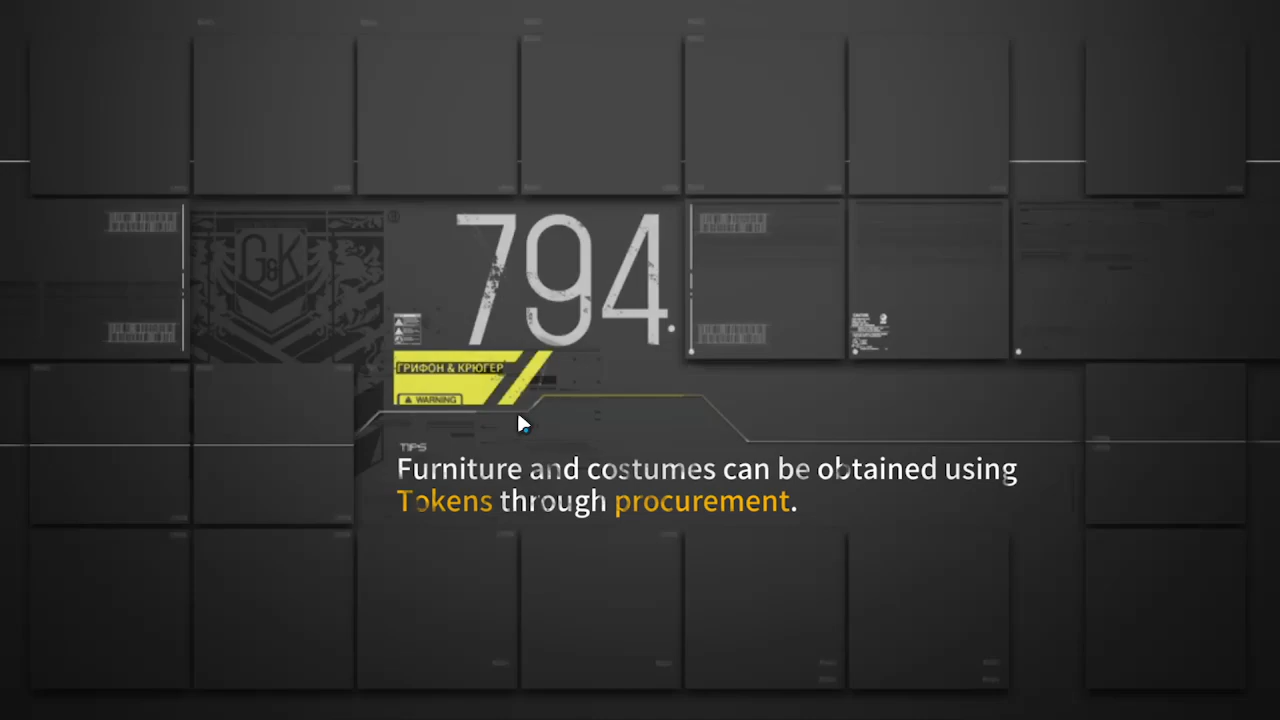 G&K
794.
ГРИФОН & КРЮГЕР
WARNING
TIPS
Furniture and costumes can be obtained using
Tokens through procurement.